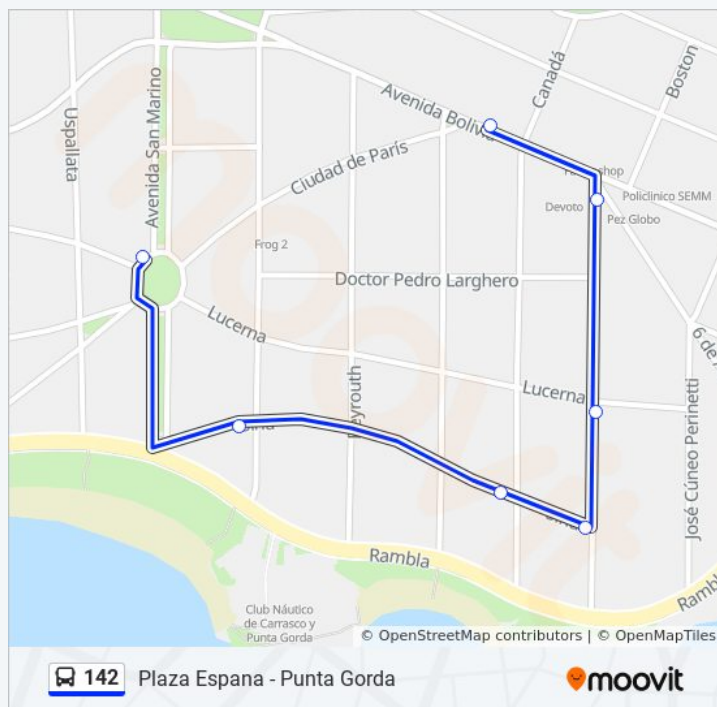 Canadá
Boston
Avenida San Marino
Uspallata
Avenida Bolivia
Ciudad de París
Policlinico SEMM
Devoto
Pez Globo
Frog 2
Doctor Pedro Larghero
Lucerna
Lucerna
José Cúneo Perinetti
Rambla
Rambla
Club Náutico
de Carrasco y
Punta Gorda
© OpenStreetMap contributors | © OpenMapTiles
142
Plaza Espana - Punta Gorda
moovit